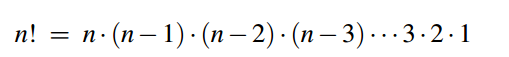 n! = n · (n − 1) · (n − 2) · (n − 3) ⋯ 3 · 2 · 1